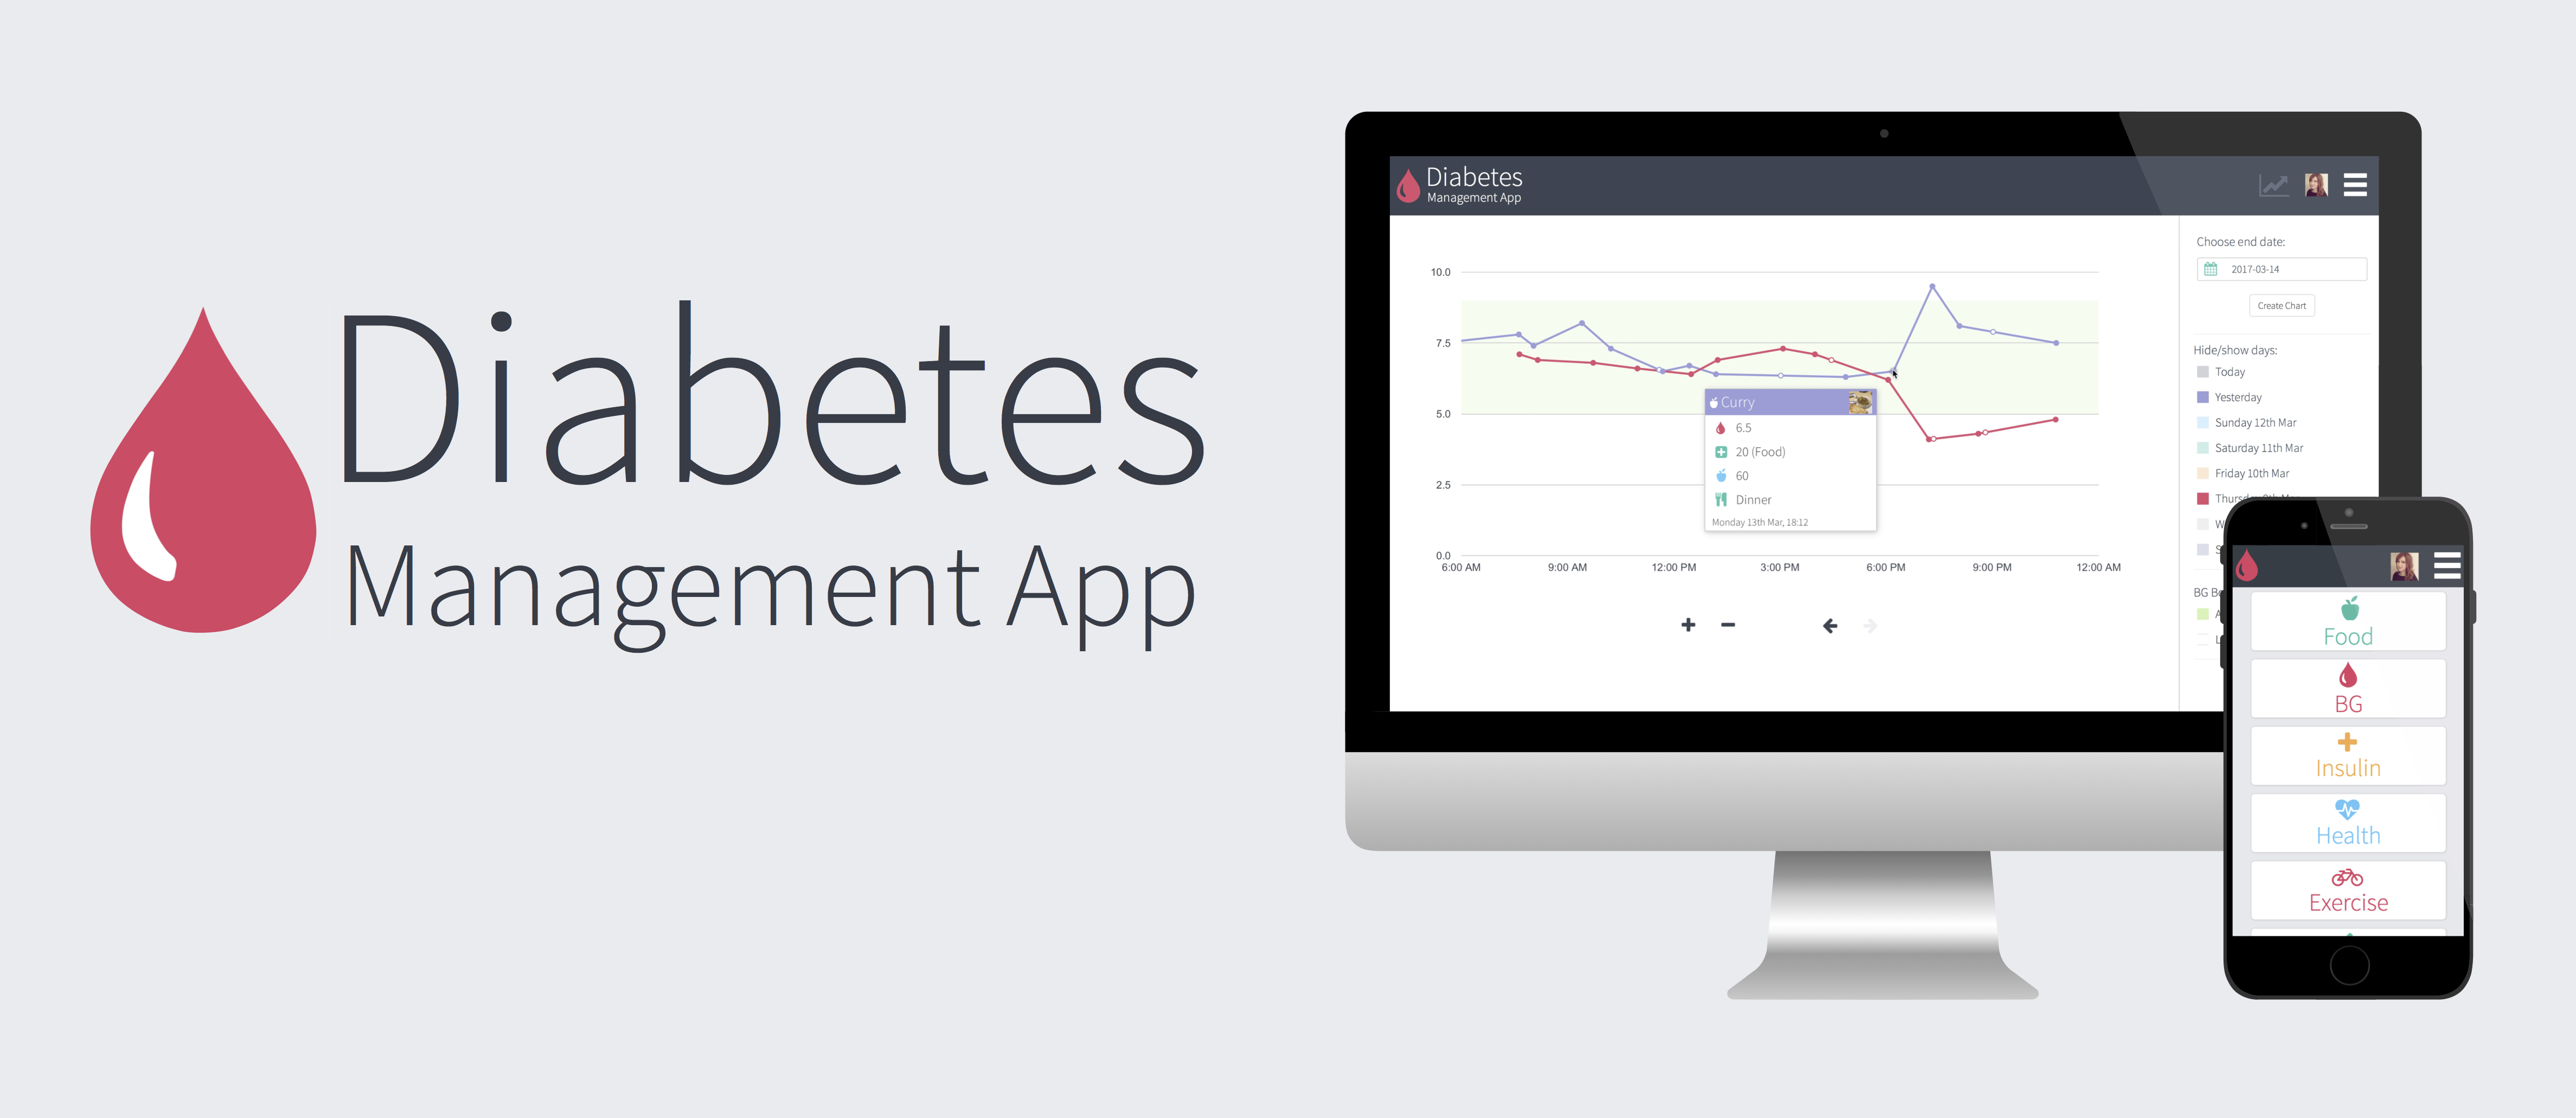 Diabetes
Management App
Diabetes
Management App
10.0
7.5
5.0
2.5
0.0
6:00 AM 9:00 AM 12:00 PM 3:00 PM 6:00 PM 9:00 PM 12:00 AM
Curry
6.5
20 (Food)
60
Dinner
Monday 13th Mar, 18:12
Choose end date:
2017-03-14
Create Chart
Hide/show days:
Today
Yesterday
Sunday 12th Mar
Saturday 11th Mar
Friday 10th Mar
BG
Food
BG
Insulin
Health
Exercise